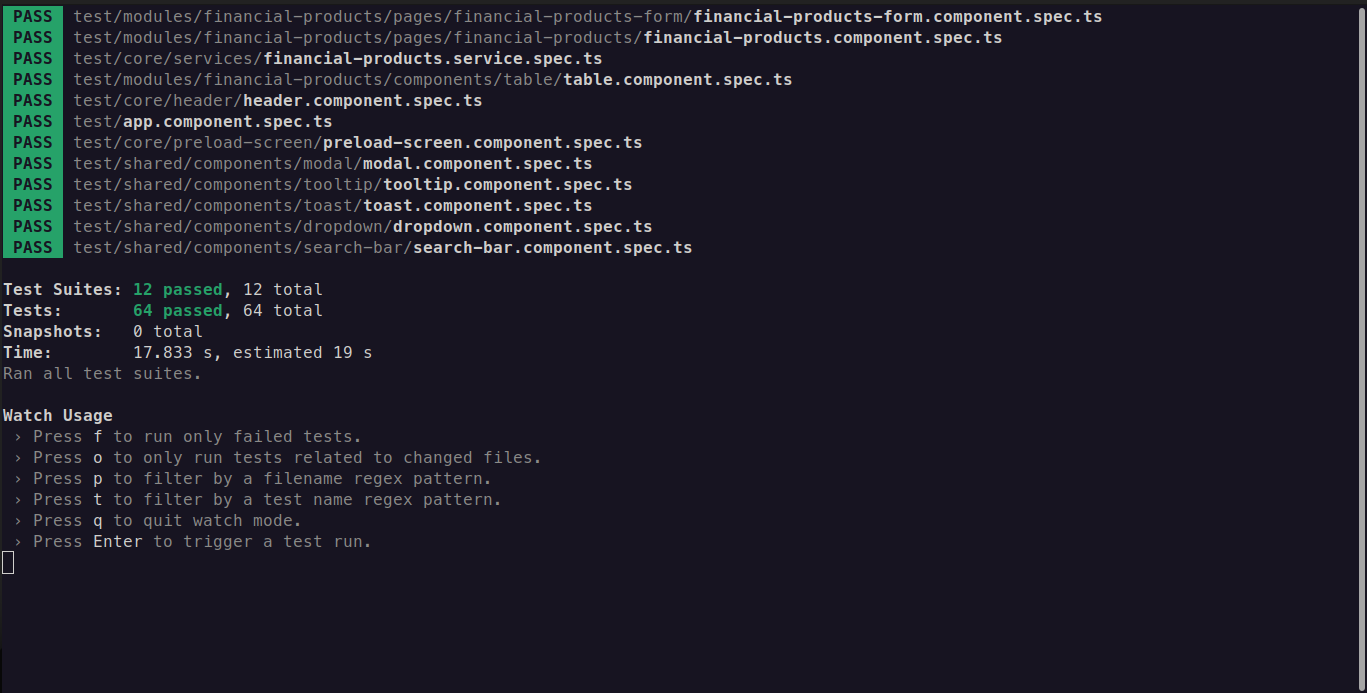 PASS test/modules/financial-products/pages/financial-products-form/financial-products-form.component.spec.ts
PASS test/modules/financial-products/pages/financial-products/financial-products.component.spec.ts
PASS test/core/services/financial-products.service.spec.ts
PASS test/modules/financial-products/components/table/table.component.spec.ts
PASS test/core/header/header.component.spec.ts
PASS test/app.component.spec.ts
PASS test/core/preload-screen/preload-screen.component.spec.ts
PASS test/shared/components/modal/modal.component.spec.ts
PASS test/shared/components/tooltip/tooltip.component.spec.ts
PASS test/shared/components/toast/toast.component.spec.ts
PASS test/shared/components/dropdown/dropdown.component.spec.ts
PASS test/shared/components/search-bar/search-bar.component.spec.ts
Test Suites: 12 passed, 12 total
Tests: 64 passed, 64 total
Snapshots: 0 total
Time: 17.833 s, estimated 19 s
Ran all test suites.
Watch Usage
› Press f to run only failed tests.
› Press o to only run tests related to changed files.
› Press p to filter by a filename regex pattern.
› Press t to filter by a test name regex pattern.
› Press q to quit watch mode.
› Press Enter to trigger a test run.